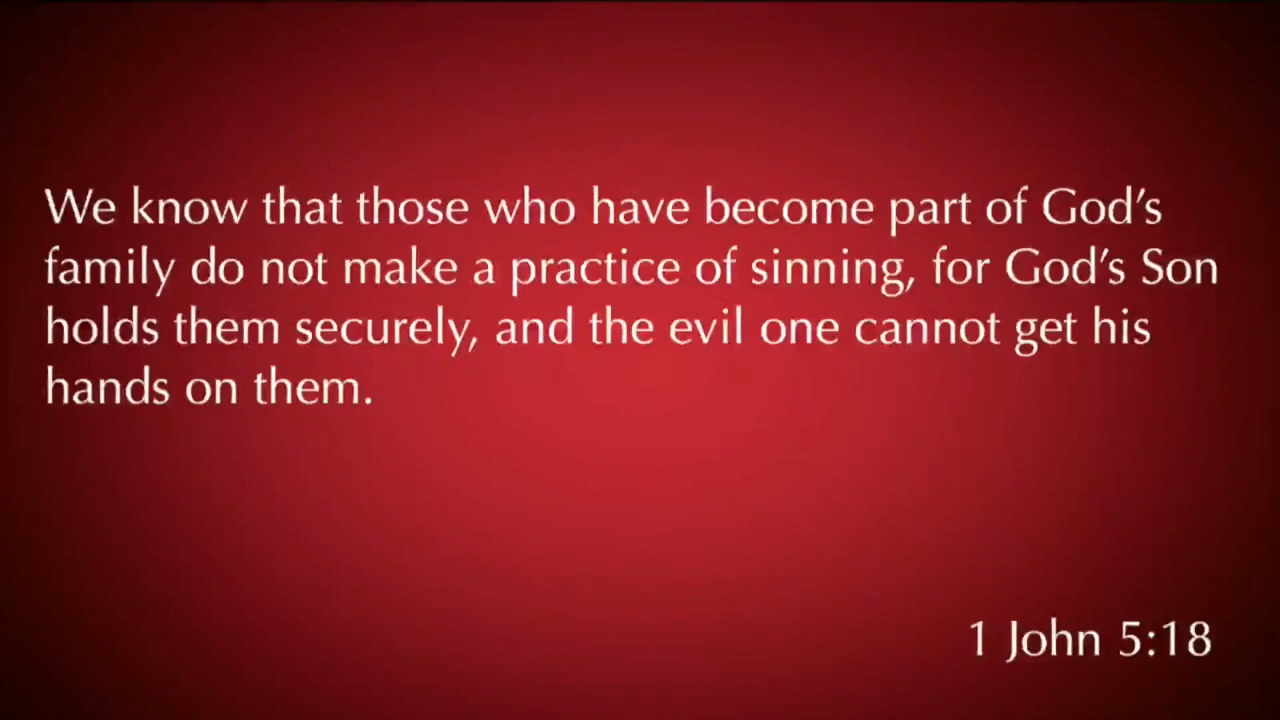 We know that those who have become part of God’s
family do not make a practice of sinning, for God’s Son
holds them securely, and the evil one cannot get his
hands on them.
1 John 5:18